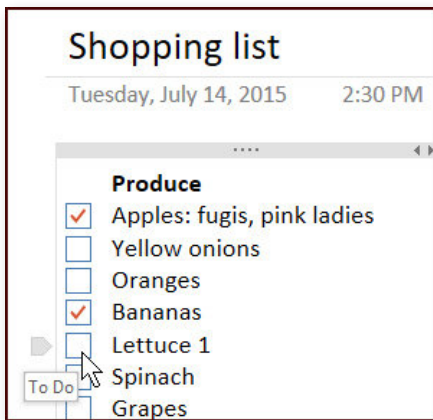 Shopping list
Tuesday, July 14, 2015 2:30 PM
Produce
Apples: fugis, pink ladies
Yellow onions
Oranges
Bananas
Lettuce 1
To Do
Spinach
Grapes